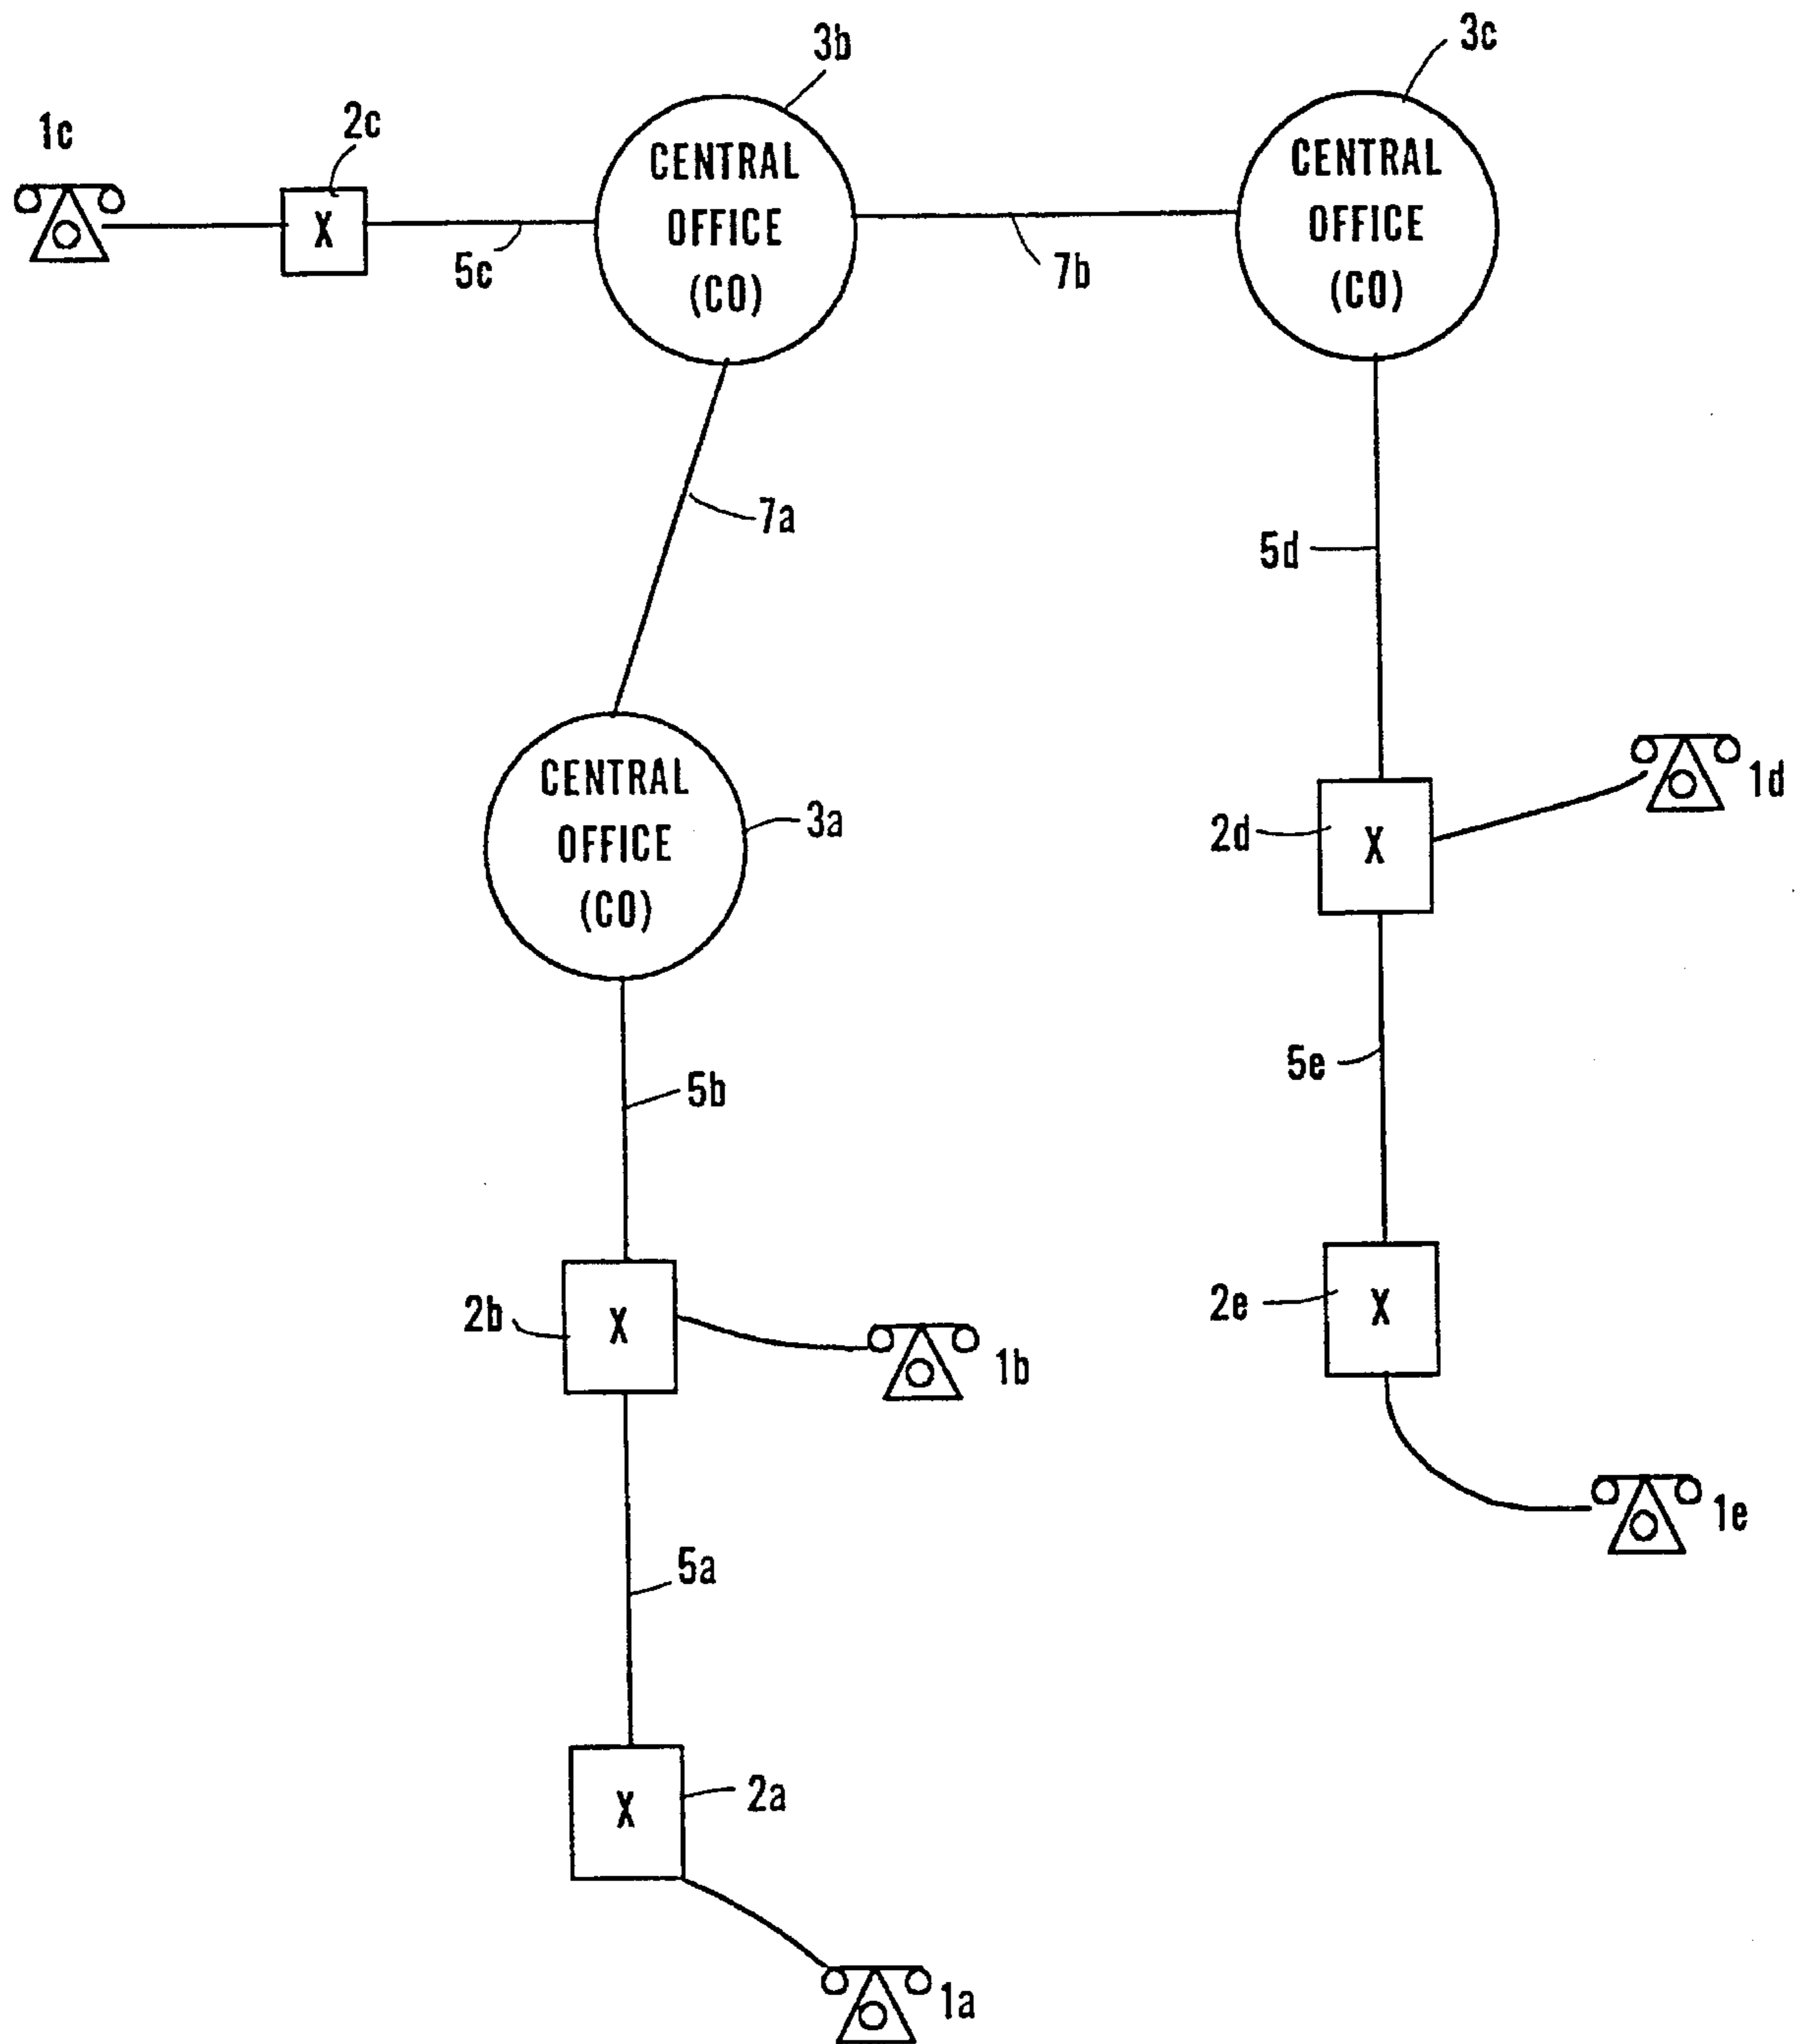 3b
3c
1c
2c
CENTRAL
OFFICE
(CO)
CENTRAL
OFFICE
(CO)
X
5c
7b
7a
5d
CENTRAL
OFFICE
(CO)
3a
1d
2d
X
5b
5e
2b
X
1b
2e
X
1e
5a
2a
X
1a